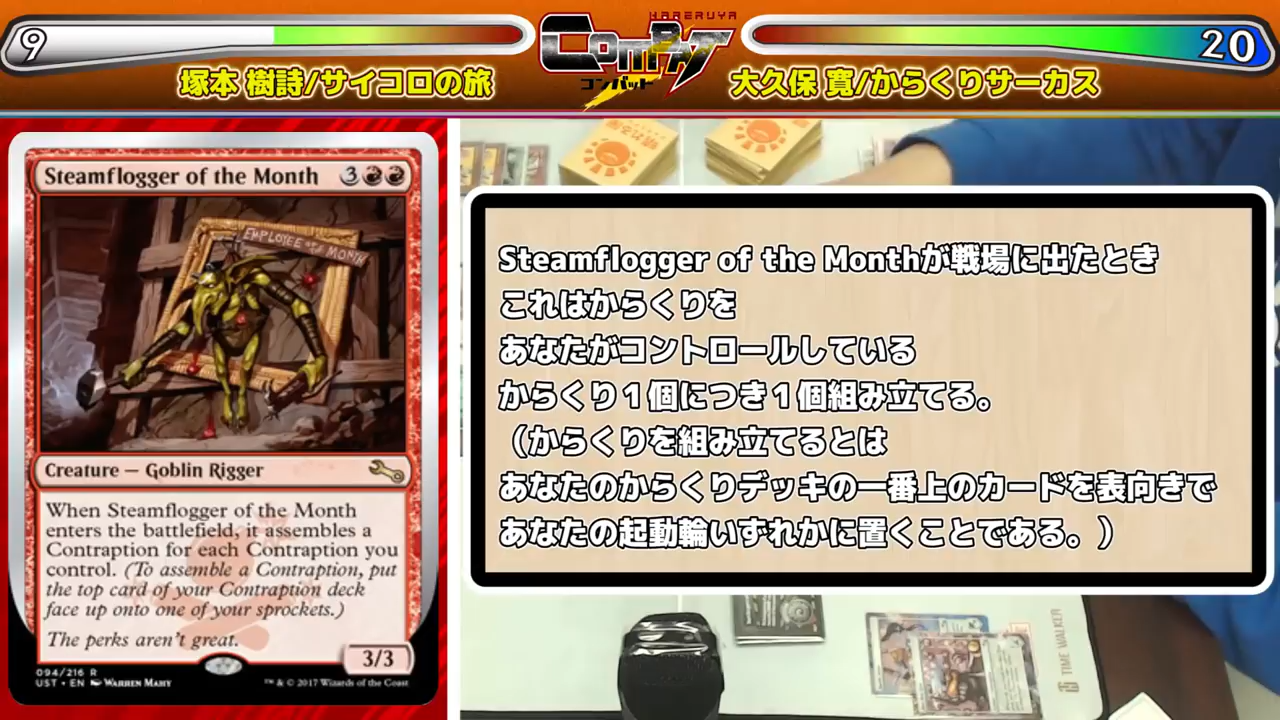 9
HARERUYA
COMBAT
コンバット
20
塚本 樹詩/サイコロの旅
大久保 寛/からくりサーカス
Steamflogger of the Month 3
EMPLOYEE OF THE MONTH
Creature — Goblin Rigger
When Steamflogger of the Month
enters the battlefield, it assembles a
Contraption for each Contraption you
control. (To assemble a Contraption, put
the top card of your Contraption deck
face up onto one of your sprockets.)
The perks aren't great.
3/3
094/216 R
UST • EN Warren Mahy
™ & © 2017 Wizards of the Coast
Steamflogger of the Monthが戦場に出たとき
これはからくりを
あなたがコントロールしている
からくり１個につき１個組み立てる。
（からくりを組み立てるとは
あなたのからくりデッキの一番上のカードを表向きで
あなたの起動輪いずれかに置くことである。）
TIME WALKER